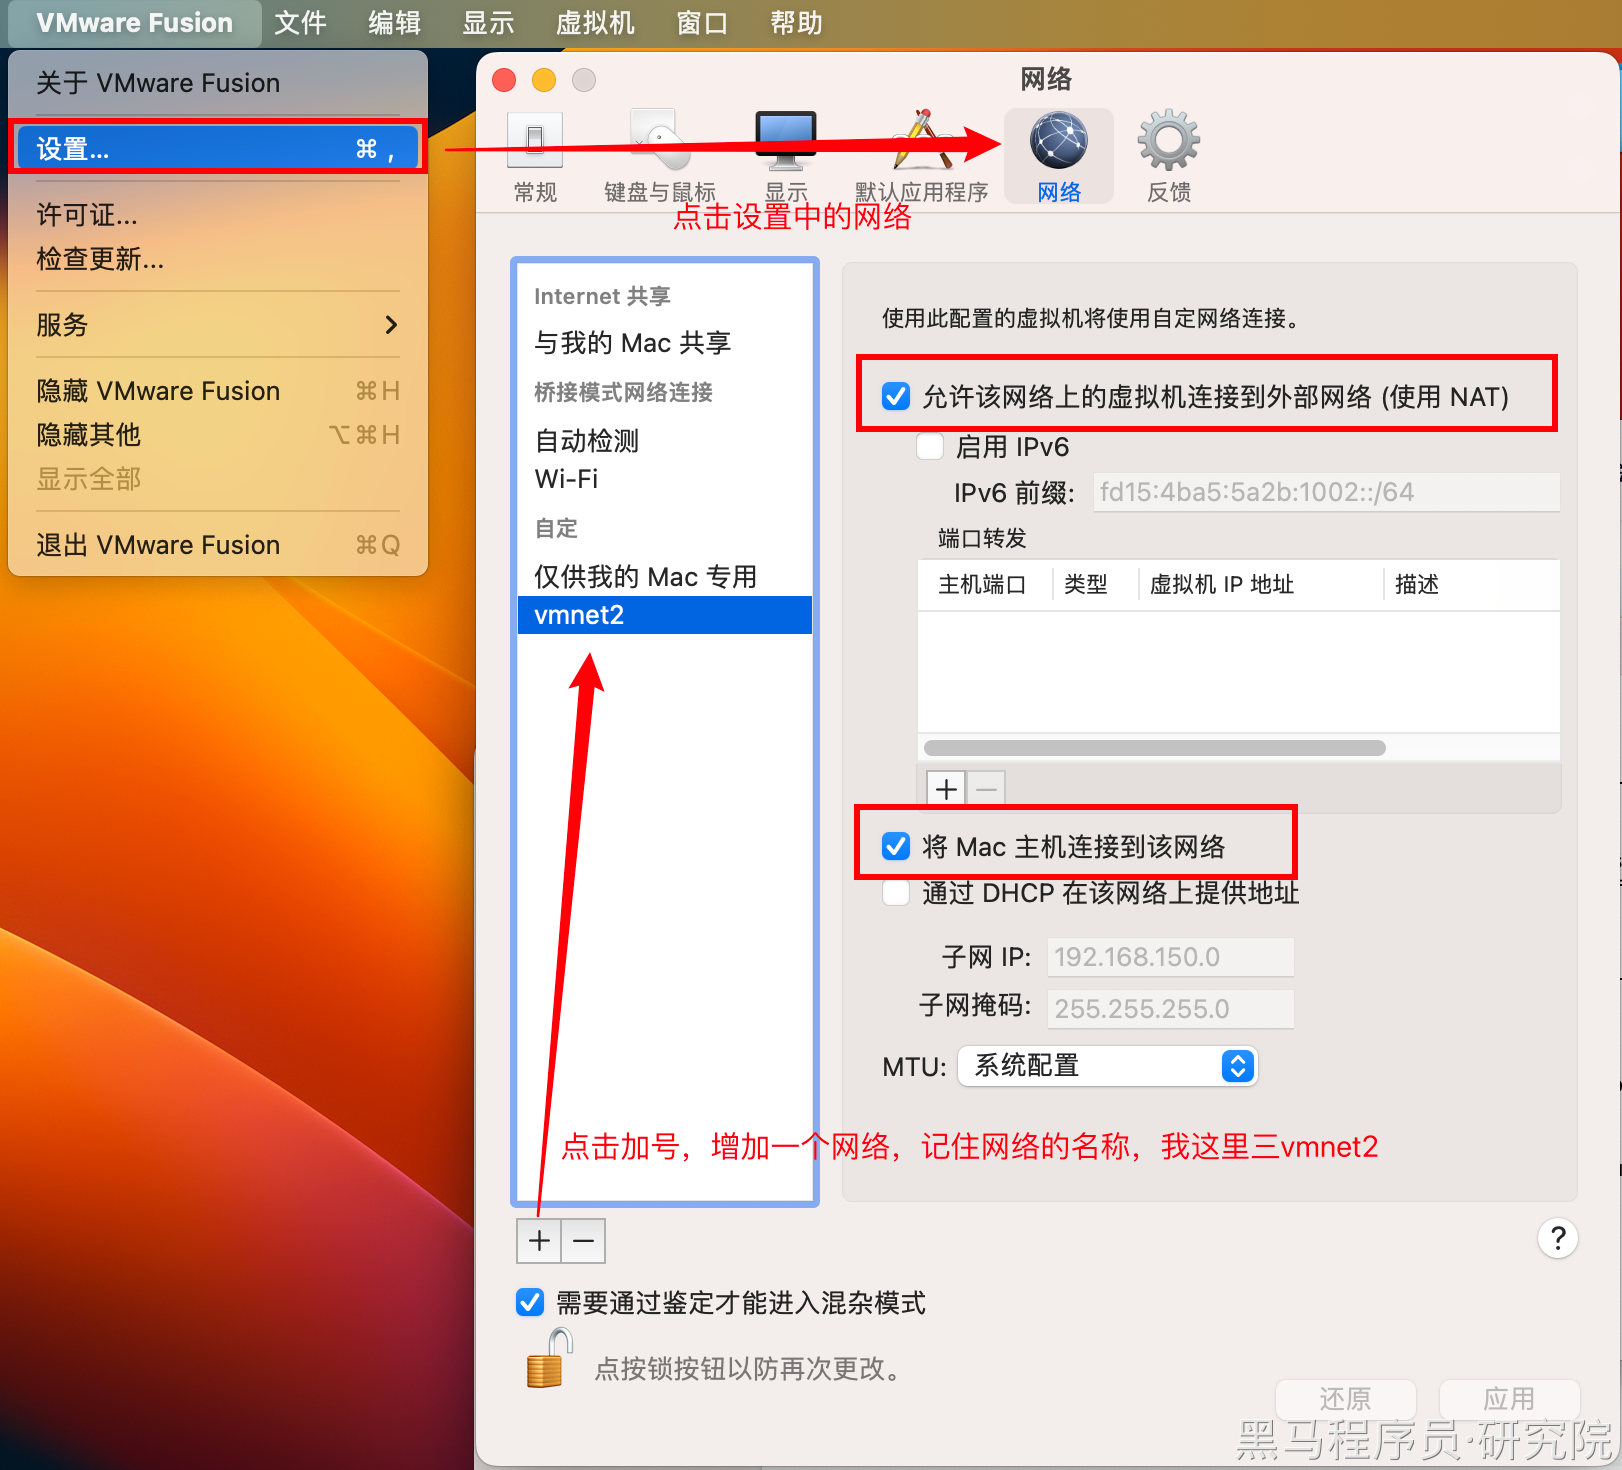 VMware Fusion 文件 编辑 显示 虚拟机 窗口 帮助
关于 VMware Fusion
设置... ⌘ ,
许可证...
检查更新...
服务
隐藏 VMware Fusion ⌘H
隐藏其他 ⌥⌘H
显示全部
退出 VMware Fusion ⌘Q
网络
常规 键盘与鼠标 显示 默认应用程序 网络 反馈
点击设置中的网络
Internet 共享
与我的 Mac 共享
桥接模式网络连接
自动检测
Wi-Fi
自定
仅供我的 Mac 专用
vmnet2
使用此配置的虚拟机将使用自定网络连接。
允许该网络上的虚拟机连接到外部网络 (使用 NAT)
启用 IPv6
IPv6 前缀: fd15:4ba5:5a2b:1002::/64
端口转发
主机端口 类型 虚拟机 IP 地址 描述
将 Mac 主机连接到该网络
通过 DHCP 在该网络上提供地址
子网 IP: 192.168.150.0
子网掩码: 255.255.255.0
MTU: 系统配置
点击加号，增加一个网络，记住网络的名称，我这里三vmnet2
?
需要通过鉴定才能进入混杂模式
点按锁按钮以防再次更改。
还原 应用
黑马程序员·研究院